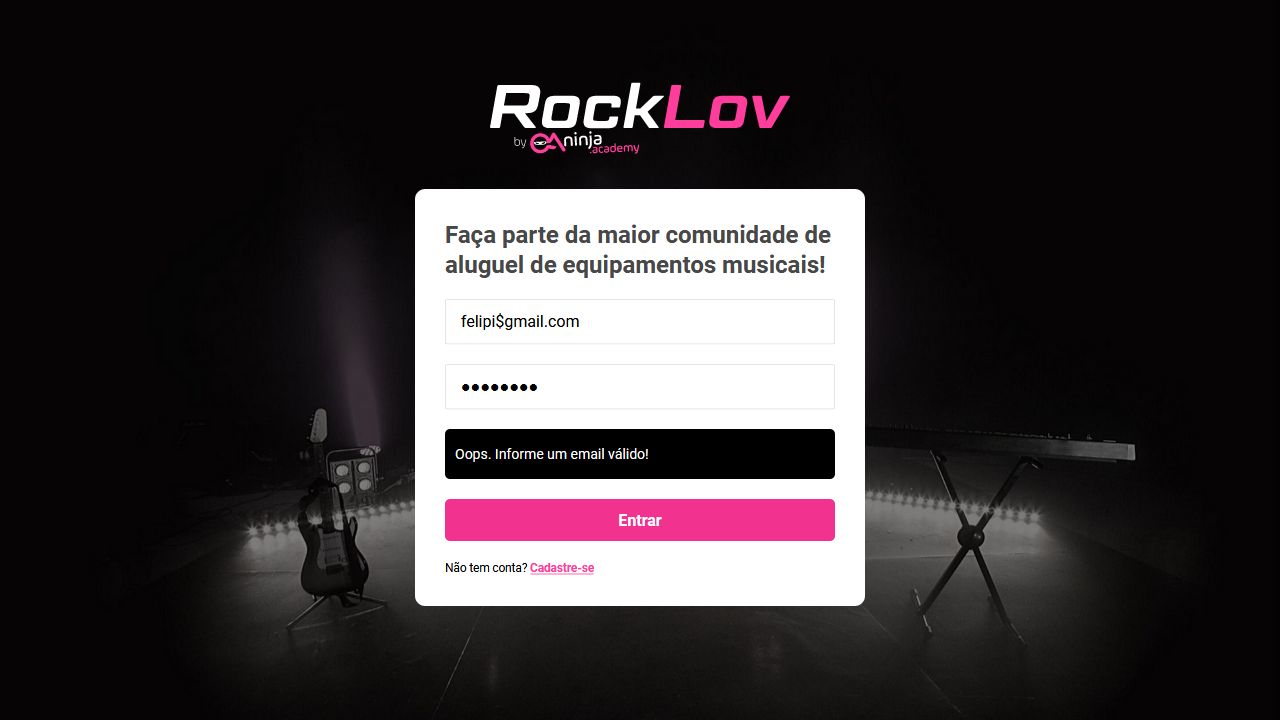 RockLov
by QAninja
.academy
Faça parte da maior comunidade de
aluguel de equipamentos musicais!
felipi$gmail.com
Oops. Informe um email válido!
Entrar
Não tem conta? Cadastre-se